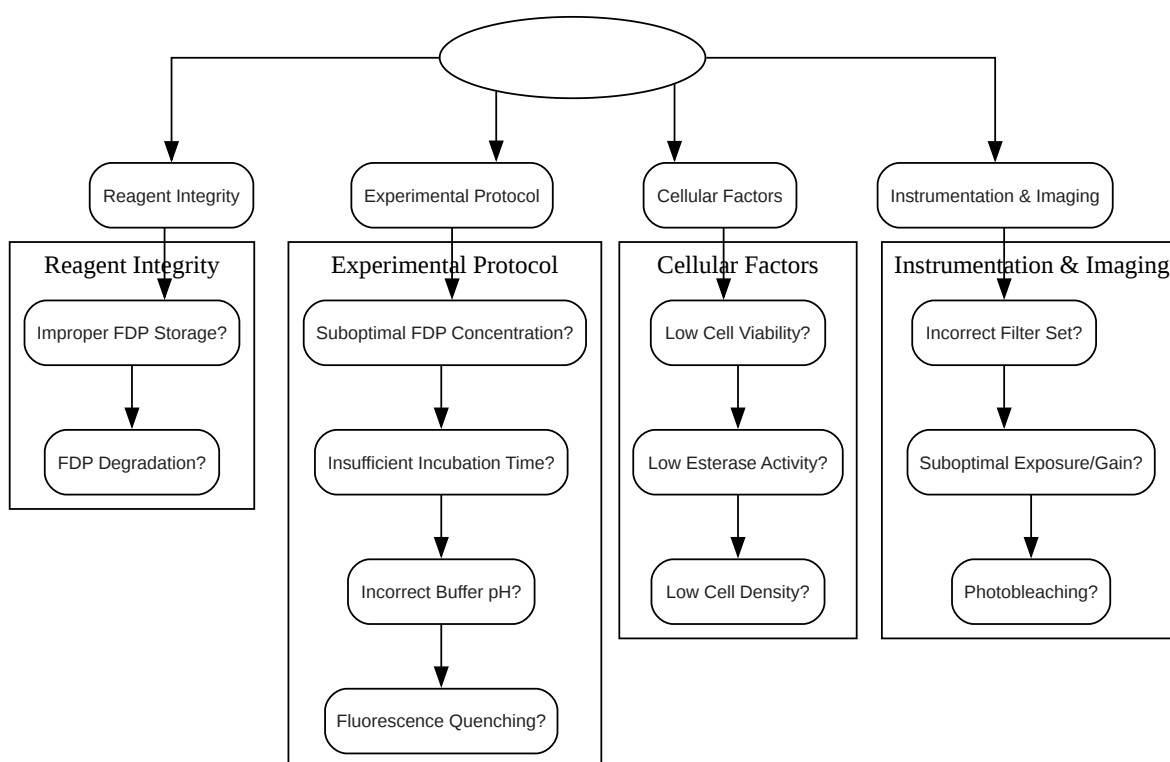 Reagent Integrity
Experimental Protocol
Cellular Factors
Instrumentation & Imaging
Reagent Integrity
Experimental Protocol
Cellular Factors
Instrumentation & Imaging
Improper FDP Storage?
Suboptimal FDP Concentration?
Low Cell Viability?
Incorrect Filter Set?
FDP Degradation?
Insufficient Incubation Time?
Low Esterase Activity?
Suboptimal Exposure/Gain?
Incorrect Buffer pH?
Low Cell Density?
Photobleaching?
Fluorescence Quenching?